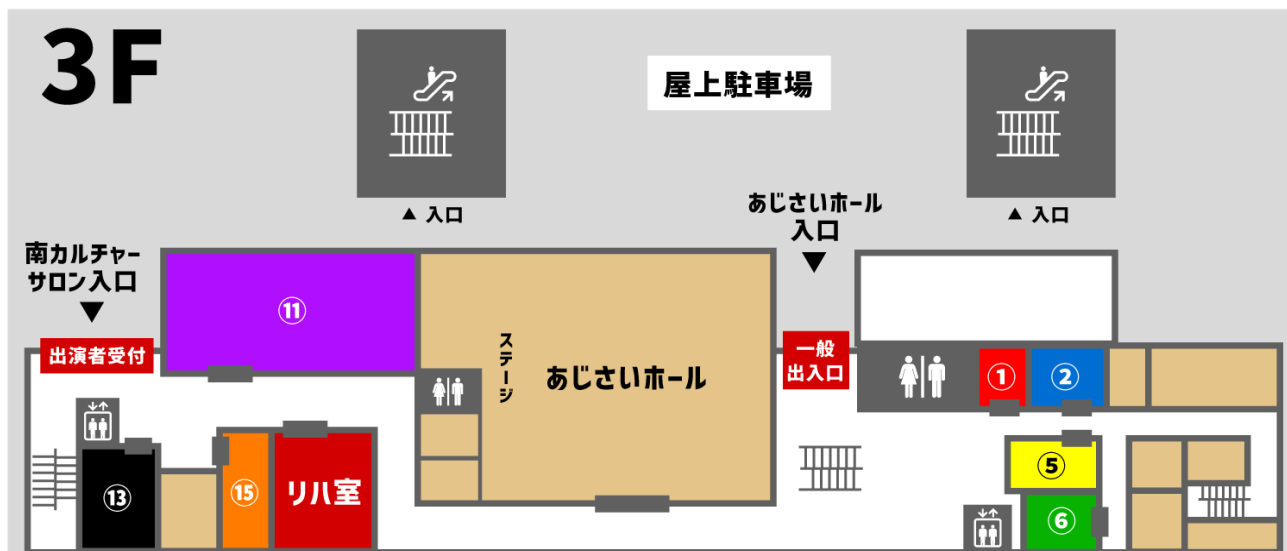 3F
屋上駐車場
▲ 入口
▲ 入口
あじさいホール
入口
▼
南カルチャー
サロン入口
▼
出演者受付
⑪
ステージ
あじさいホール
一般
出入口
①
②
⑤
⑥
⑬
⑮
リハ室